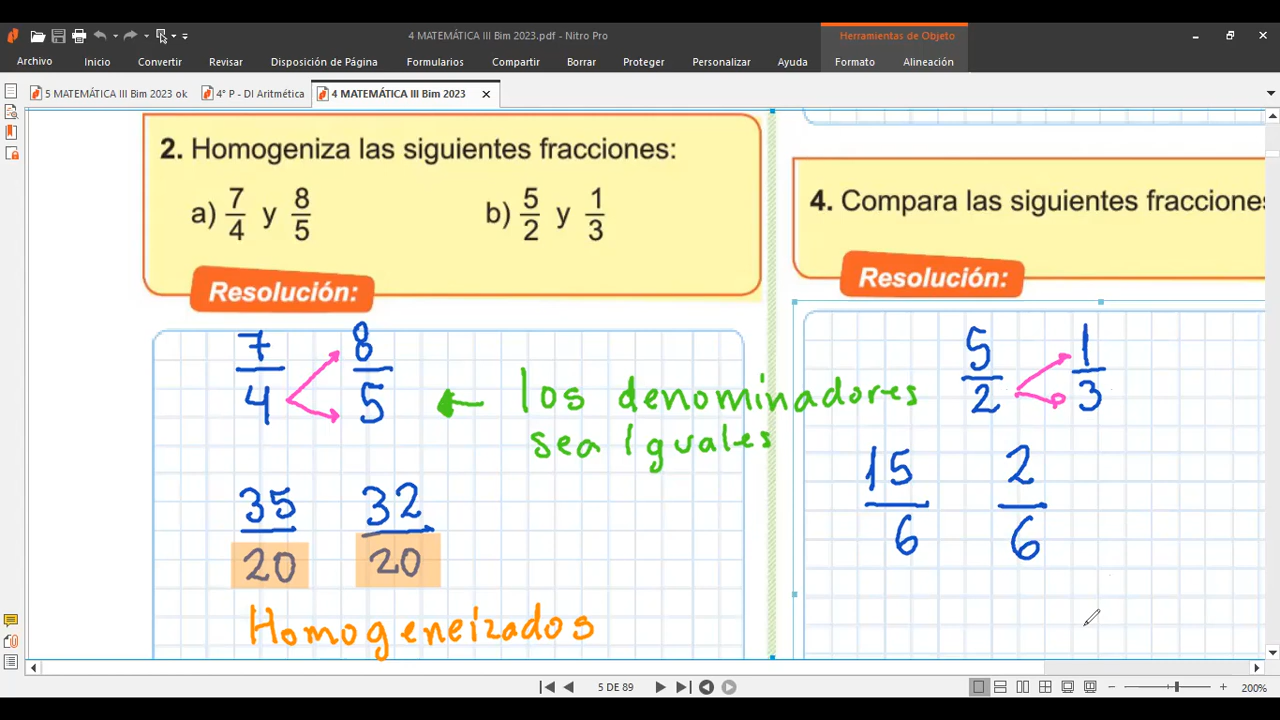 4 MATEMÁTICA III Bim 2023.pdf - Nitro Pro
Herramientas de Objeto
Archivo Inicio Convertir Revisar Disposición de Página Formularios Compartir Borrar Proteger Personalizar Ayuda Formato Alineación
5 MATEMÁTICA III Bim 2023 ok 4° P - DI Aritmética 4 MATEMÁTICA III Bim 2023
2. Homogeniza las siguientes fracciones:
a) 7/4 y 8/5 b) 5/2 y 1/3
Resolución:
7/4 8/5
los denominadores
sea iguales
35/20 32/20
Homogeneizados
4. Compara las siguientes fracciones
Resolución:
5/2 1/3
15/6 2/6
5 DE 89
200%